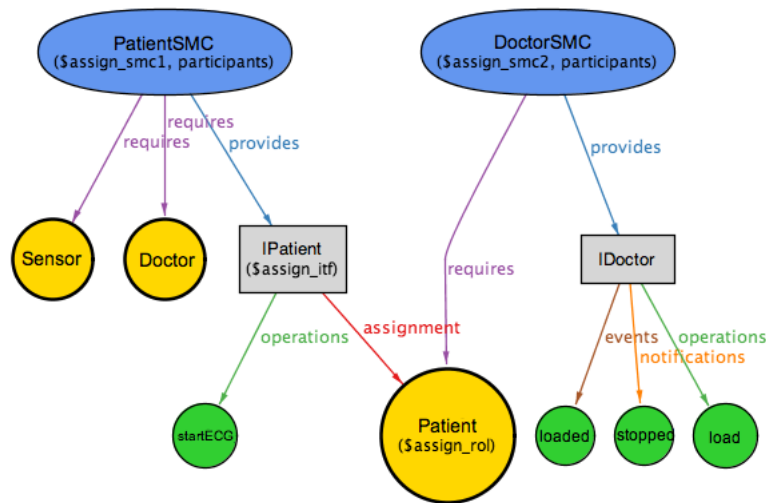 PatientSMC
($assign_smc1, participants)
DoctorSMC
($assign_smc2, participants)
requires
requires
provides
provides
Sensor
Doctor
IPatient
($assign_itf)
requires
IDoctor
operations
assignment
events
operations
notifications
startECG
Patient
($assign_rol)
loaded
stopped
load